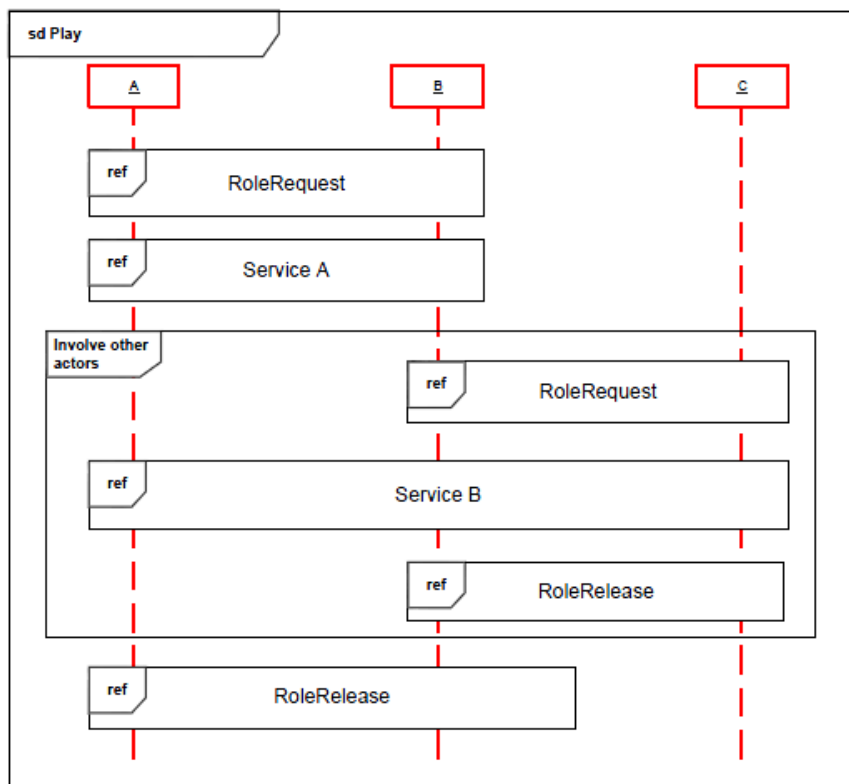 sd Play
A
B
C
ref
RoleRequest
ref
Service A
Involve other
actors
ref
RoleRequest
ref
Service B
ref
RoleRelease
ref
RoleRelease